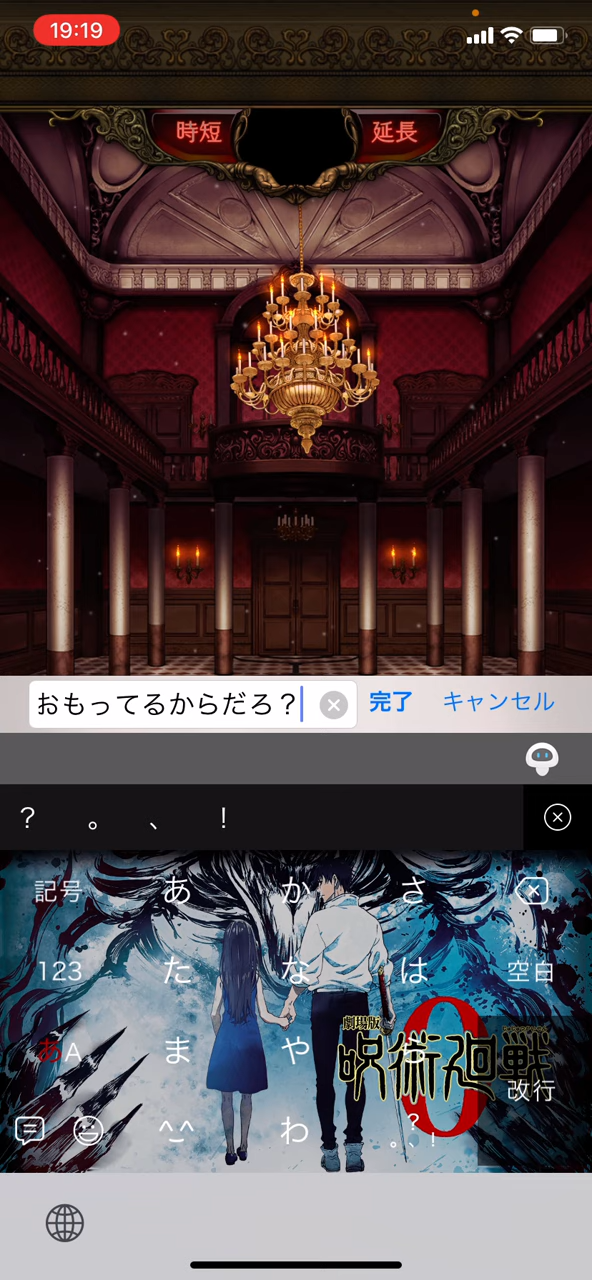 19:19
時短 延長
おもってるからだろ? 完了 キャンセル
? 。 、 !
記号 あ か さ
123 た な は 空白
あA ま や ら
劇場版
呪術廻戦
0
改行
^_^ わ 。?、!